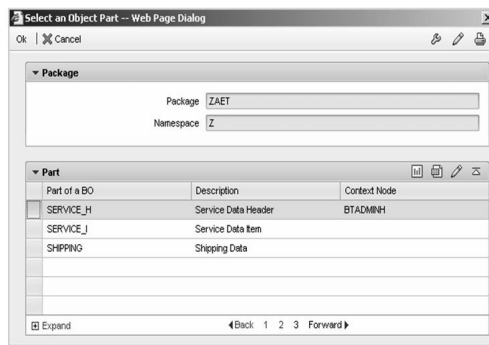 Select an Object Part -- Web Page Dialog
Ok | Cancel
Package
Package ZAET
Namespace Z
Part
Part of a BO Description Context Node
SERVICE_H Service Data Header BTADMINH
SERVICE_I Service Data Item
SHIPPING Shipping Data
Expand Back 1 2 3 Forward